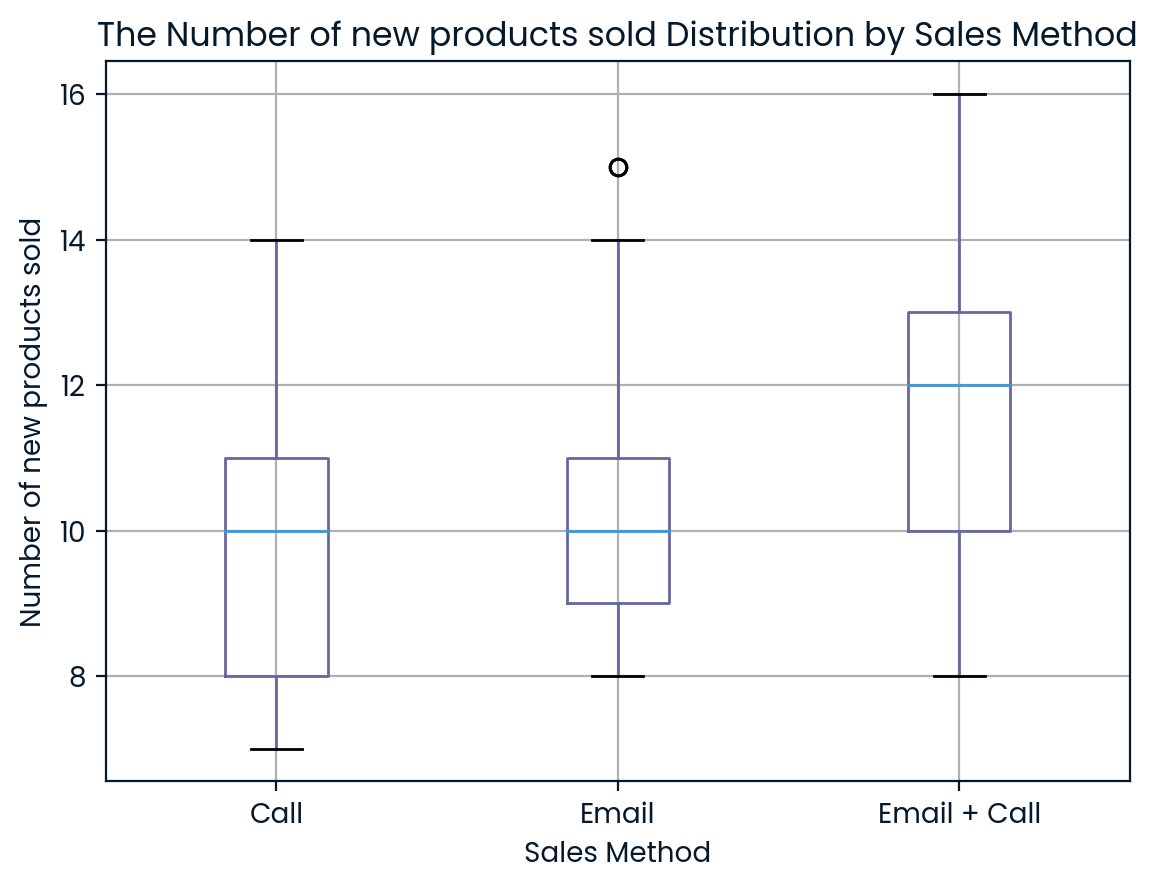 The Number of new products sold Distribution by Sales Method
Number of new products sold
16
14
12
10
8
Call
Email
Email + Call
Sales Method